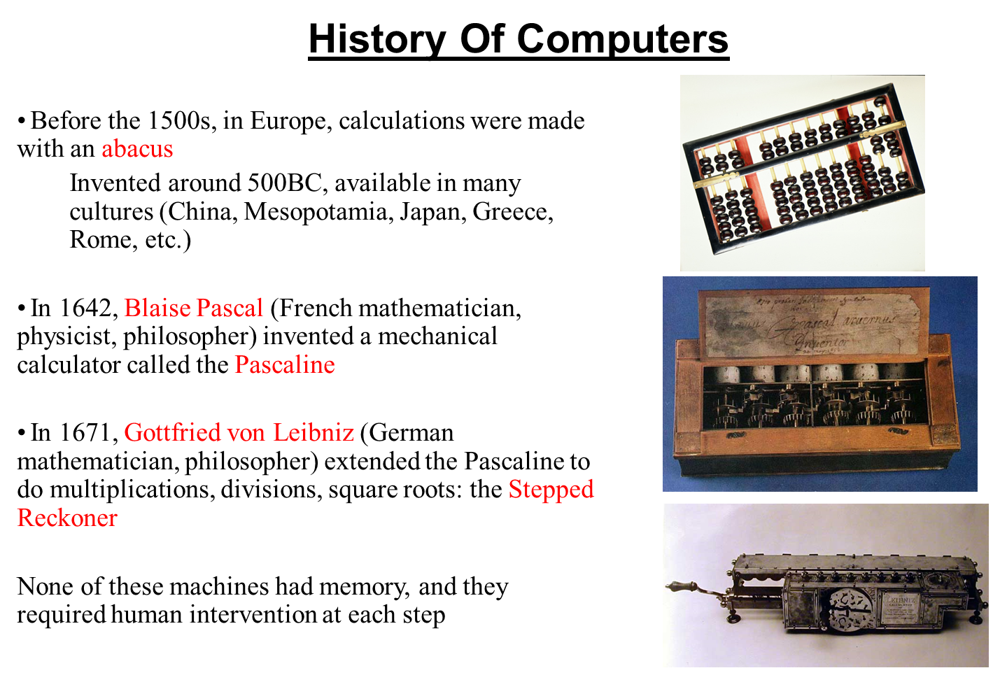 History Of Computers
• Before the 1500s, in Europe, calculations were made
with an abacus
Invented around 500BC, available in many
cultures (China, Mesopotamia, Japan, Greece,
Rome, etc.)
• In 1642, Blaise Pascal (French mathematician,
physicist, philosopher) invented a mechanical
calculator called the Pascaline
• In 1671, Gottfried von Leibniz (German
mathematician, philosopher) extended the Pascaline to
do multiplications, divisions, square roots: the Stepped
Reckoner
None of these machines had memory, and they
required human intervention at each step
pascal arvernus
Inventor
LEIBNIZ